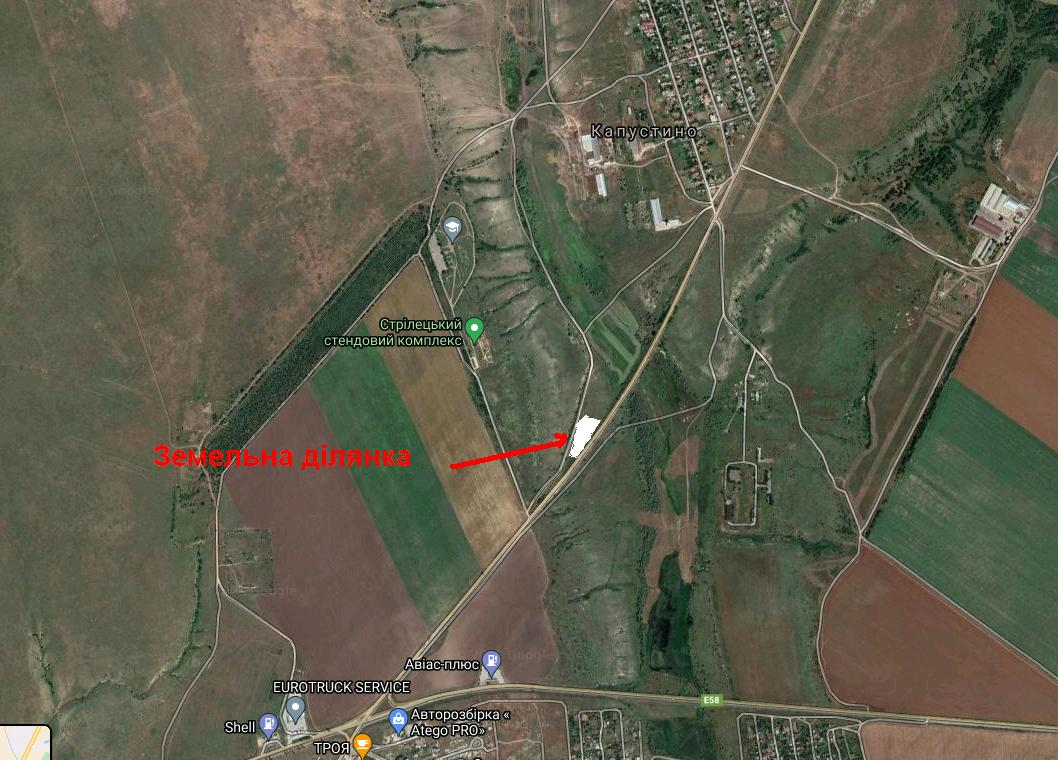 Капустино
Стрілецький
стендовий комплекс
Земельна ділянка
Авіас-плюс
EUROTRUCK SERVICE
E58
Shell
Авторозбірка «
Atego PRO»
ТРОЯ